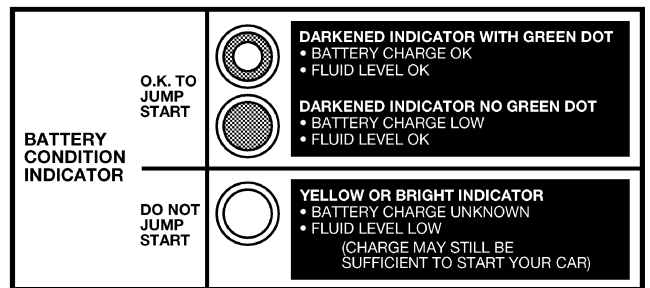 BATTERY
CONDITION
INDICATOR
O.K. TO
JUMP
START
DARKENED INDICATOR WITH GREEN DOT
• BATTERY CHARGE OK
• FLUID LEVEL OK
DARKENED INDICATOR NO GREEN DOT
• BATTERY CHARGE LOW
• FLUID LEVEL OK
DO NOT
JUMP
START
YELLOW OR BRIGHT INDICATOR
• BATTERY CHARGE UNKNOWN
• FLUID LEVEL LOW
(CHARGE MAY STILL BE
SUFFICIENT TO START YOUR CAR)